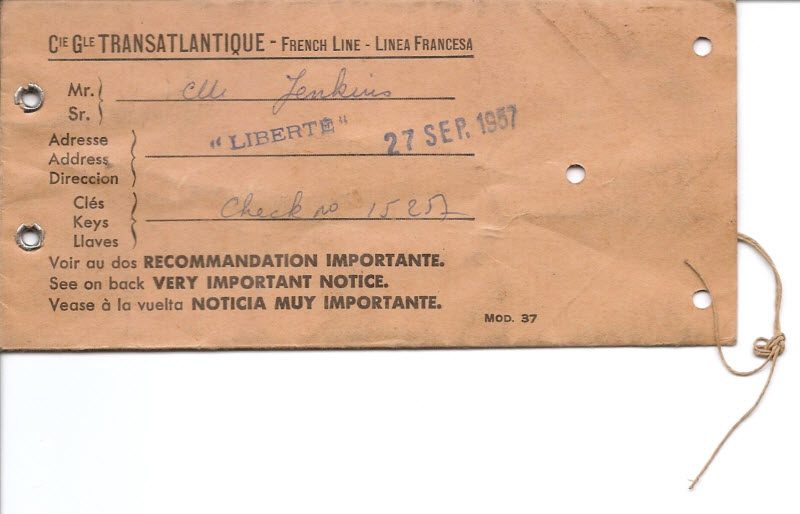 Cie Gle TRANSATLANTIQUE - FRENCH LINE - LINEA FRANCESA
Mr. Jenkins
Sr.
Adresse
Address
Direccion
"LIBERTÉ" 27 SEP. 1957
Clés
Keys
Llaves
Check no 15257
Voir au dos RECOMMANDATION IMPORTANTE.
See on back VERY IMPORTANT NOTICE.
Vease à la vuelta NOTICIA MUY IMPORTANTE.
MOD. 37